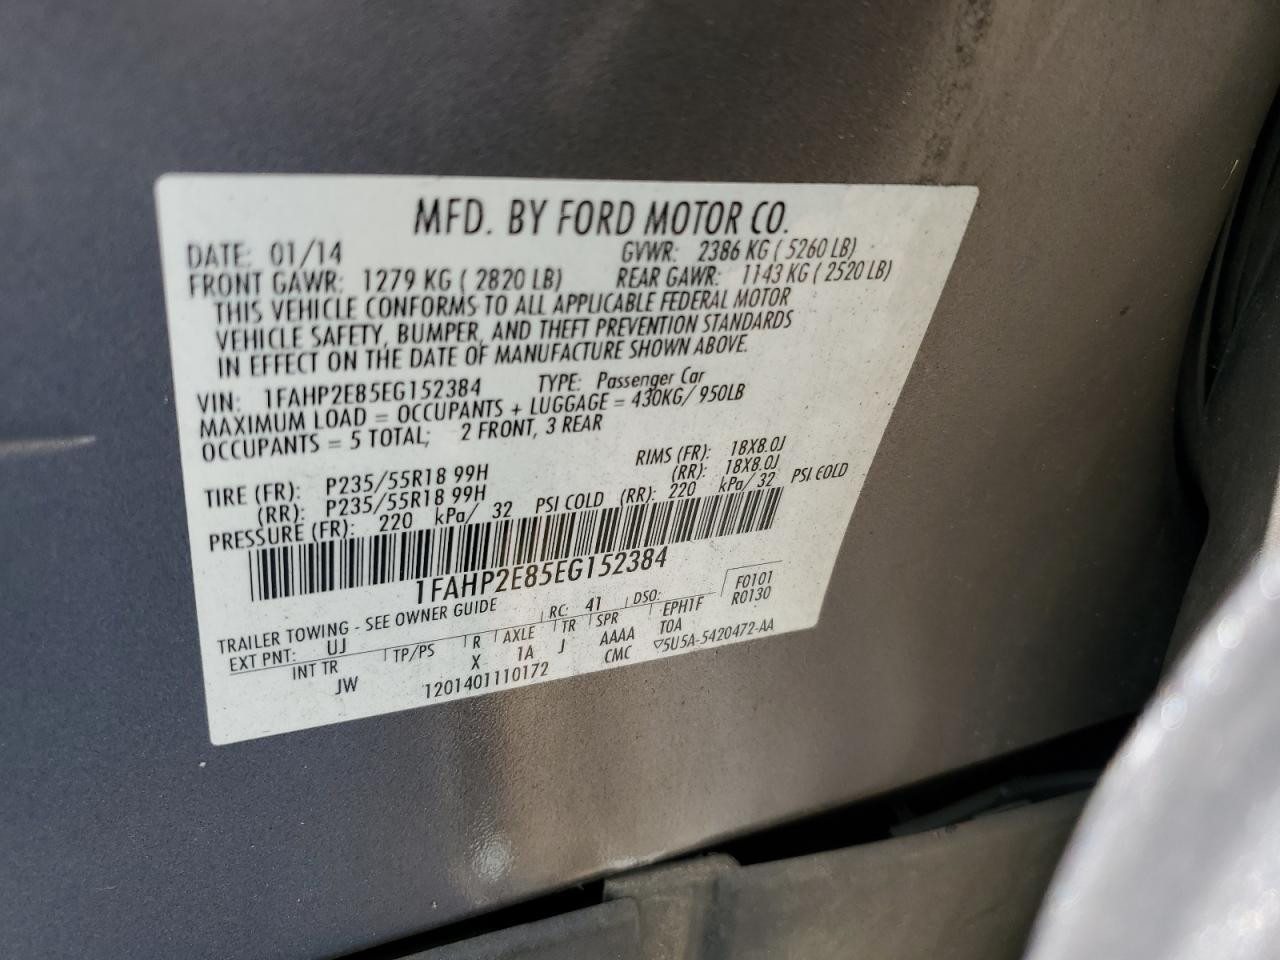 MFD. BY FORD MOTOR CO.
DATE: 01/14 GVWR: 2386 KG ( 5260 LB)
FRONT GAWR: 1279 KG ( 2820 LB) REAR GAWR: 1143 KG ( 2520 LB)
THIS VEHICLE CONFORMS TO ALL APPLICABLE FEDERAL MOTOR
VEHICLE SAFETY, BUMPER, AND THEFT PREVENTION STANDARDS
IN EFFECT ON THE DATE OF MANUFACTURE SHOWN ABOVE.
VIN: 1FAHP2E85EG152384 TYPE: Passenger Car
MAXIMUM LOAD = OCCUPANTS + LUGGAGE = 430KG/ 950LB
OCCUPANTS = 5 TOTAL; 2 FRONT, 3 REAR
TIRE (FR): P235/55R18 99H RIMS (FR): 18X8.0J
(RR): P235/55R18 99H (RR): 18X8.0J
PRESSURE (FR): 220 kPa/ 32 PSI COLD (RR): 220 kPa/ 32 PSI COLD
1FAHP2E85EG152384
TRAILER TOWING - SEE OWNER GUIDE F0101
EXT PNT: UJ RC: 41 DSO: R0130
INT TR TP/PS R AXLE TR SPR EPH1F
JW X 1A J AAAA TOA
1201401110172 CMC ▽5U5A-5420472-AA